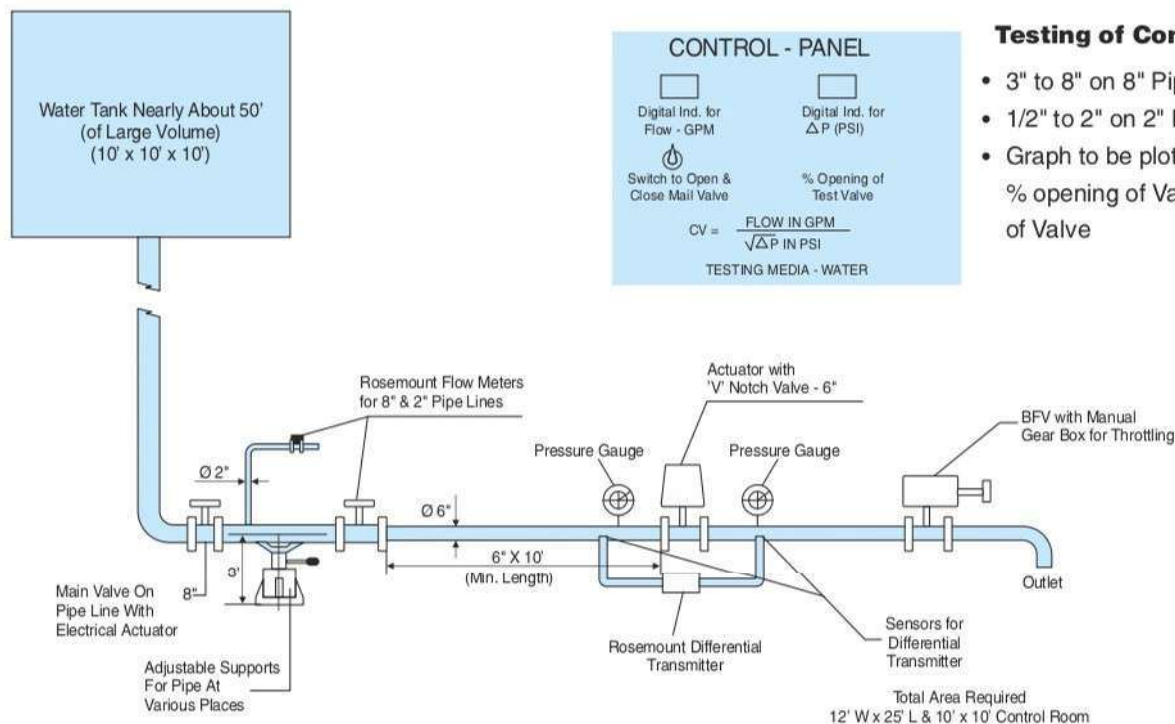 Water Tank Nearly About 50'
(of Large Volume)
(10' x 10' x 10')
CONTROL - PANEL
Digital Ind. for
Flow - GPM
Digital Ind. for
△P (PSI)
Switch to Open &
Close Mail Valve
% Opening of
Test Valve
CV = FLOW IN GPM
√△P IN PSI
TESTING MEDIA - WATER
Testing of Con
• 3" to 8" on 8" Pip
• 1/2" to 2" on 2"
• Graph to be plot
% opening of Va
of Valve
Rosemount Flow Meters
for 8" & 2" Pipe Lines
Actuator with
'V' Notch Valve - 6"
BFV with Manual
Gear Box for Throttling
Pressure Gauge
Pressure Gauge
Ø 2"
Ø 6"
6" X 10'
(Min. Length)
3'
8"
Main Valve On
Pipe Line With
Electrical Actuator
Adjustable Supports
For Pipe At
Various Places
Rosemount Differential
Transmitter
Sensors for
Differential
Transmitter
Outlet
Total Area Required
12' W x 25' L & 10' x 10' Control Room